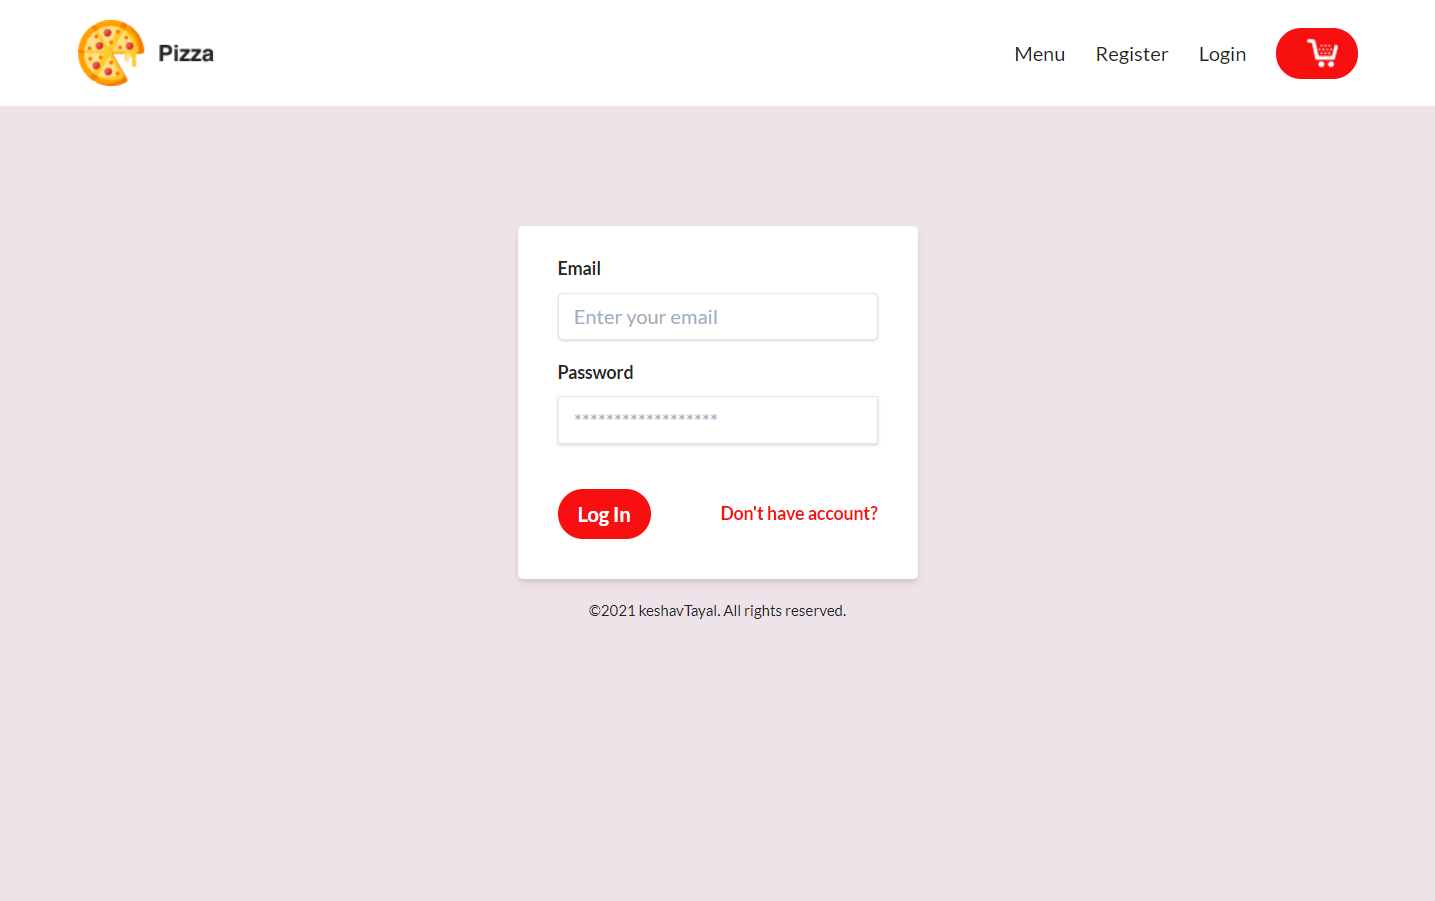 Pizza
Menu Register Login
Email
Enter your email
Password
******************
Log In Don't have account?
©2021 keshavTayal. All rights reserved.